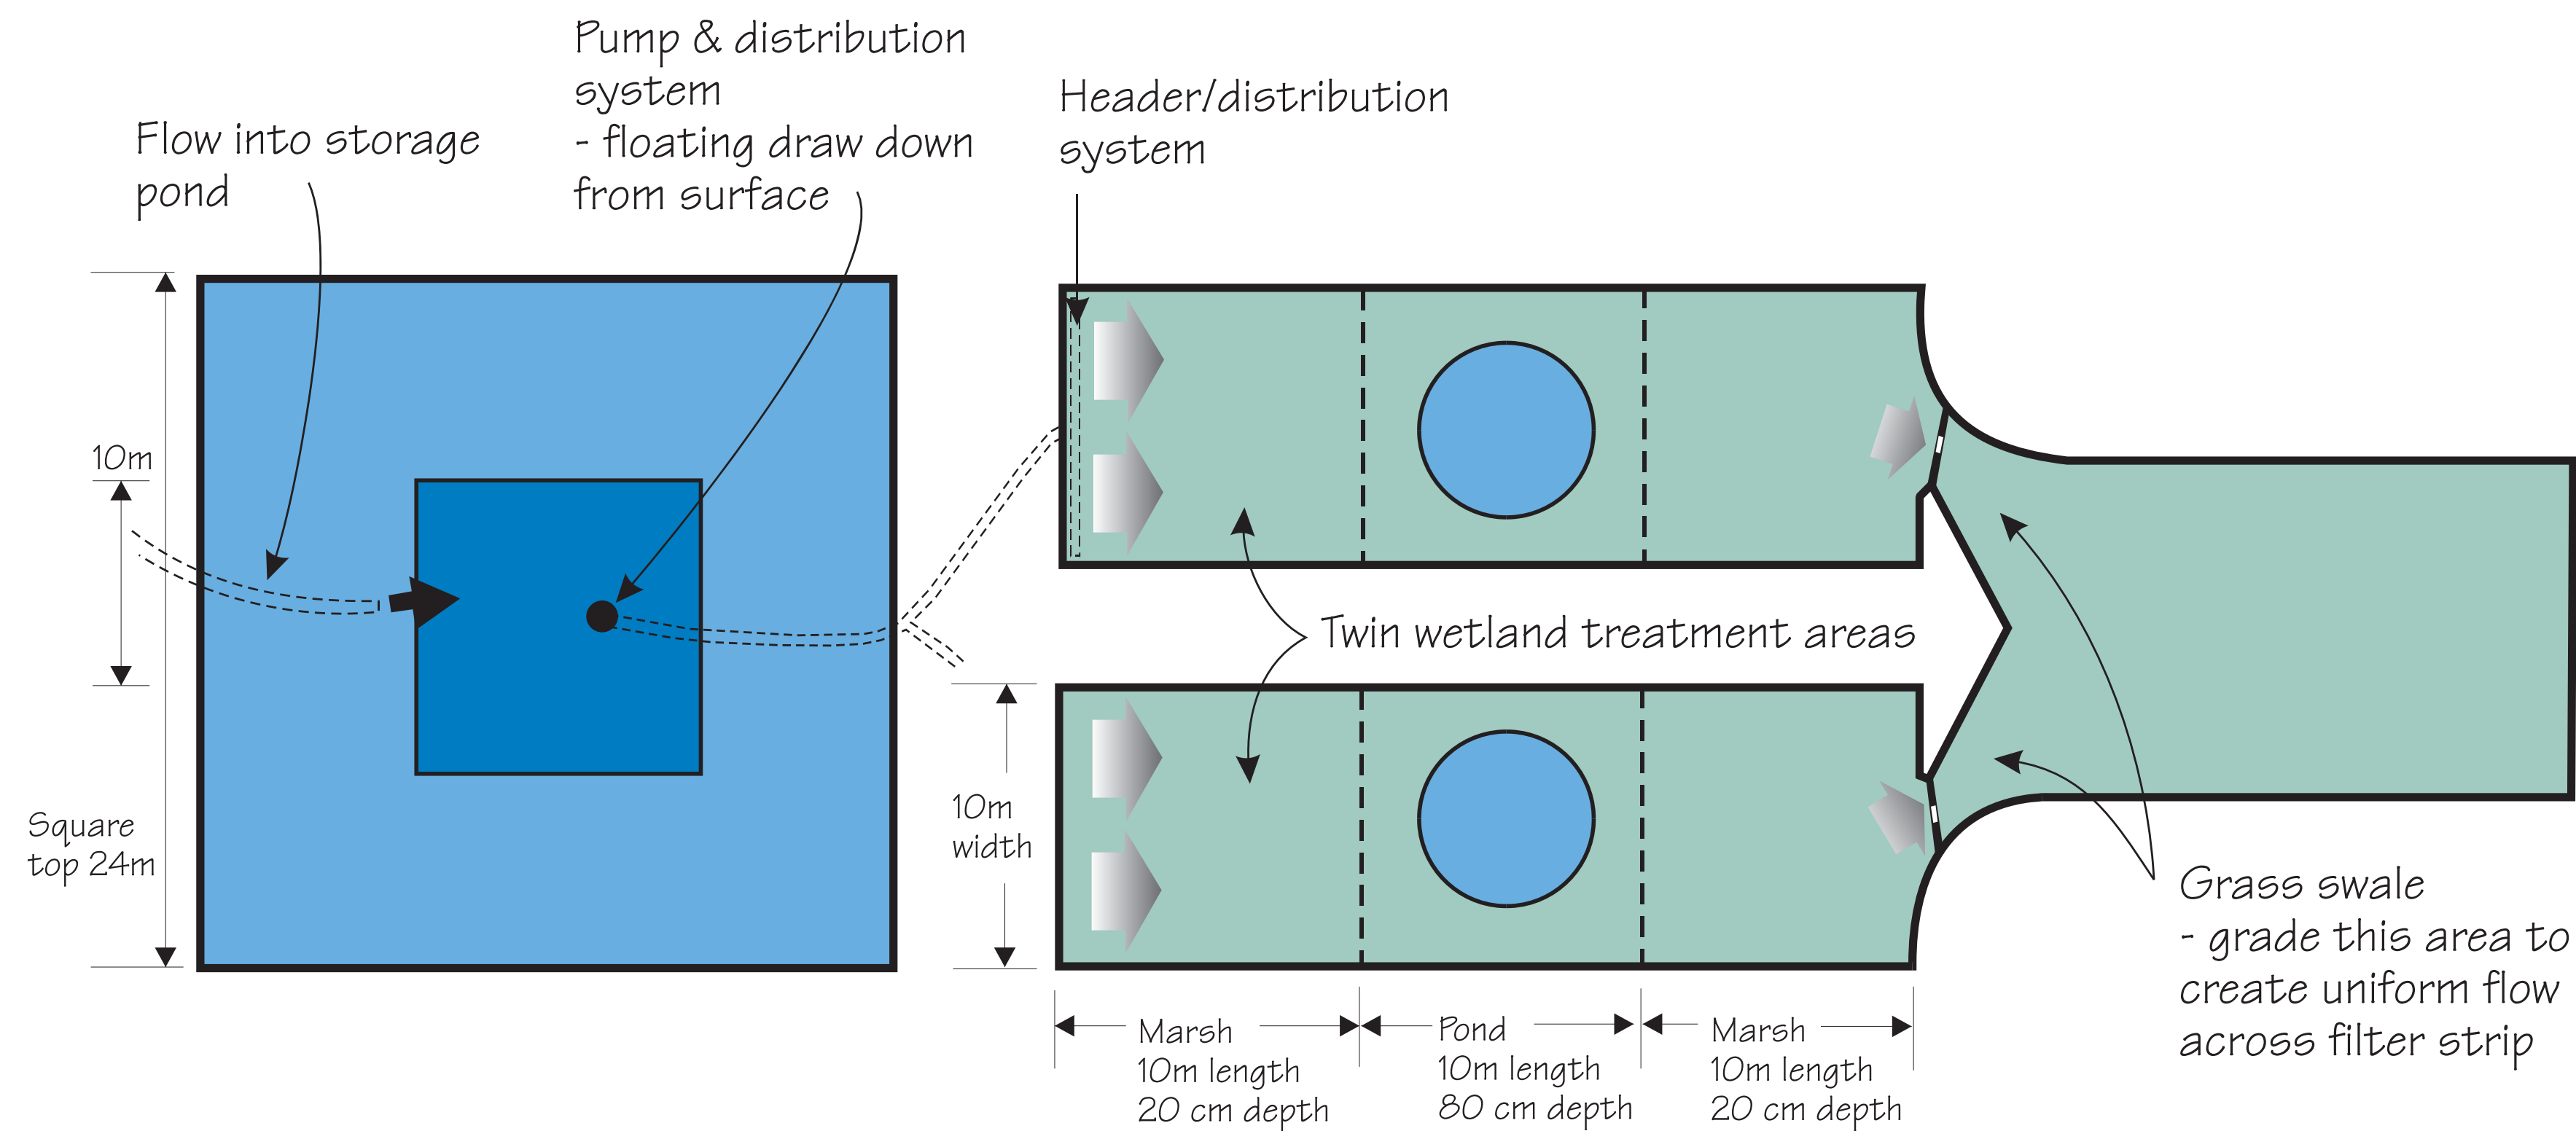 Pump & distribution
system
- floating draw down
from surface
Header/distribution
system
Flow into storage
pond
10m
Twin wetland treatment areas
Square
top 24m
10m
width
Grass swale
- grade this area to
create uniform flow
across filter strip
Marsh
10m length
20 cm depth
Pond
10m length
80 cm depth
Marsh
10m length
20 cm depth